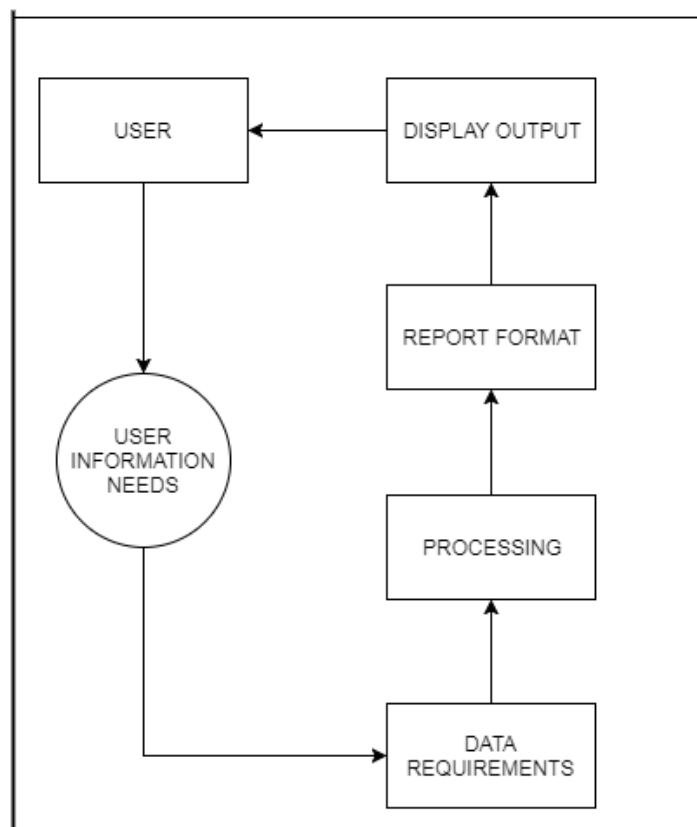 USER
DISPLAY OUTPUT
REPORT FORMAT
USER
INFORMATION
NEEDS
PROCESSING
DATA
REQUIREMENTS